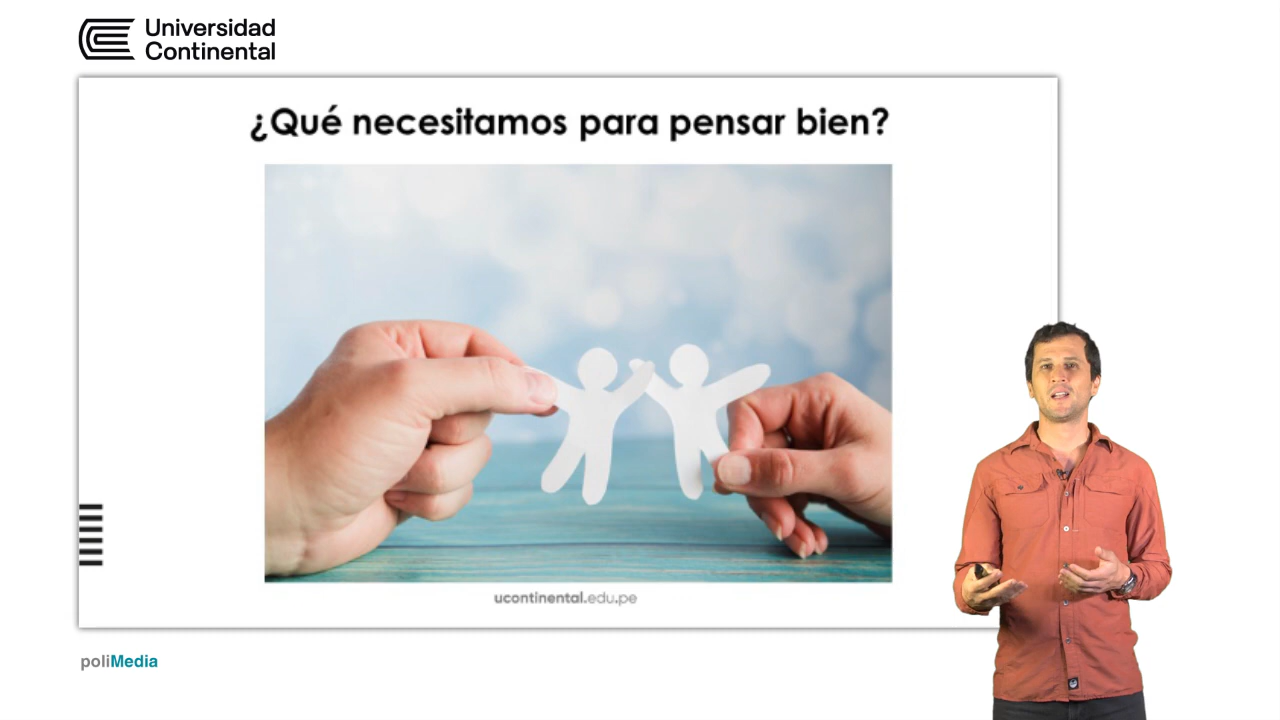 Universidad
Continental
¿Qué necesitamos para pensar bien?
ucontinental.edu.pe
poliMedia